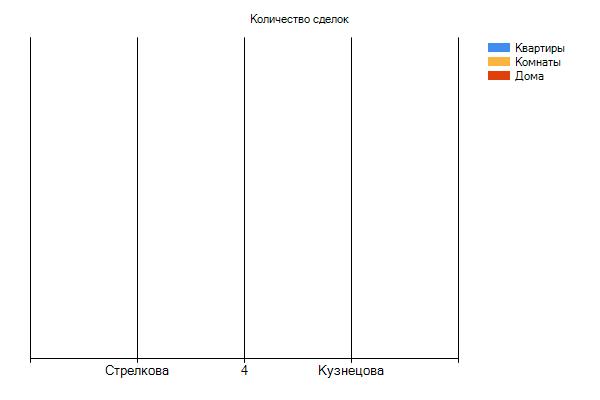 Количество сделок
Квартиры
Комнаты
Дома
Стрелкова 4 Кузнецова